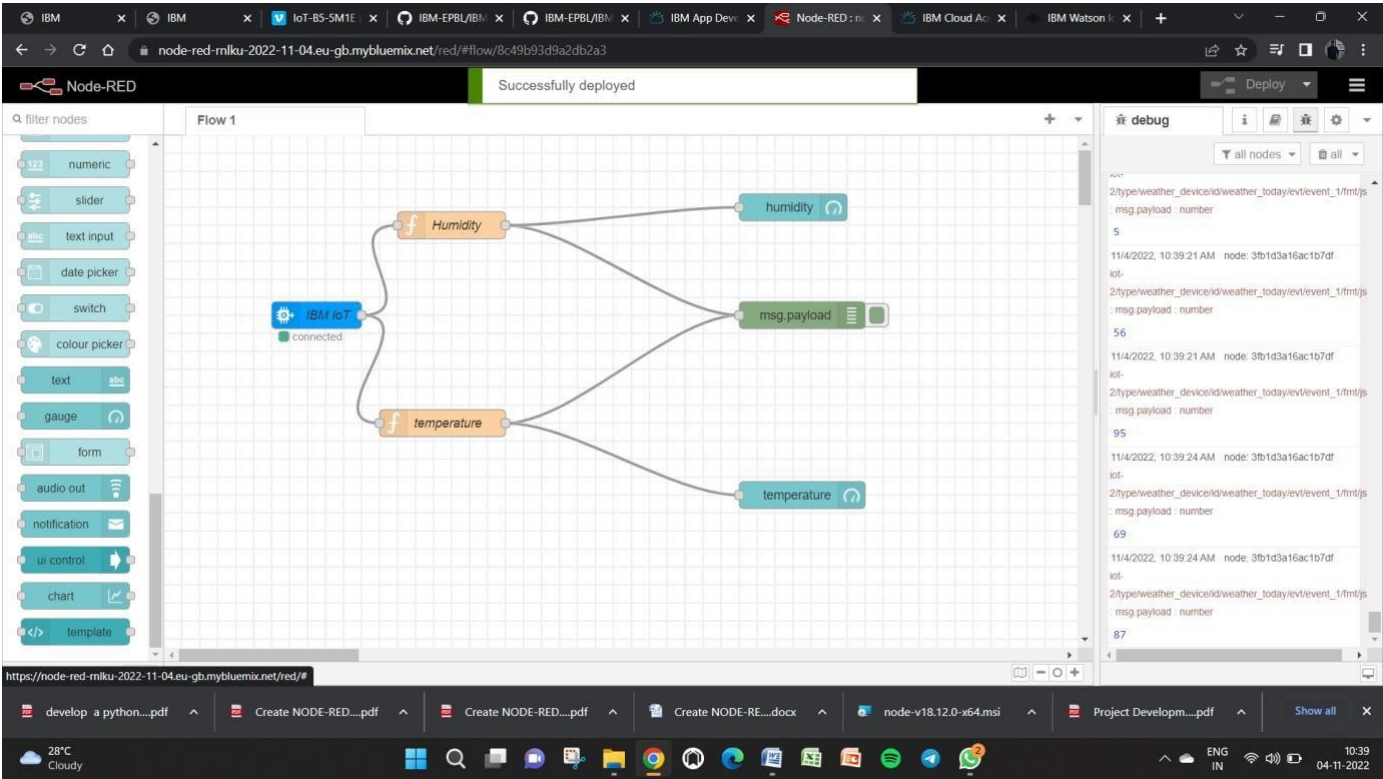 IBM
IBM
IoT-B5-5M1E
IBM-EPBL/IBM
IBM-EPBL/IBM
IBM App Deve
Node-RED : n
IBM Cloud Ac
IBM Watson
node-red-rnlku-2022-11-04.eu-gb.mybluemix.net/red/#flow/8c49b93d9a2db2a3
Node-RED
Successfully deployed
Deploy
filter nodes
Flow 1
debug
i
all nodes
all
123 numeric
slider
abc text input
date picker
switch
colour picker
text abc
gauge
form
audio out
notification
ui control
chart
</> template
f Humidity
humidity
IBM IoT
connected
msg.payload
f temperature
temperature
iot-
2/type/weather_device/id/weather_today/evt/event_1/fmt/js
: msg.payload : number
5
11/4/2022, 10:39:21 AM node: 3fb1d3a16ac1b7df
iot-
2/type/weather_device/id/weather_today/evt/event_1/fmt/js
: msg.payload : number
56
11/4/2022, 10:39:21 AM node: 3fb1d3a16ac1b7df
iot-
2/type/weather_device/id/weather_today/evt/event_1/fmt/js
: msg.payload : number
95
11/4/2022, 10:39:24 AM node: 3fb1d3a16ac1b7df
iot-
2/type/weather_device/id/weather_today/evt/event_1/fmt/js
: msg.payload : number
69
11/4/2022, 10:39:24 AM node: 3fb1d3a16ac1b7df
iot-
2/type/weather_device/id/weather_today/evt/event_1/fmt/js
: msg.payload : number
87
https://node-red-rnlku-2022-11-04.eu-gb.mybluemix.net/red/#
develop a python....pdf
Create NODE-RED....pdf
Create NODE-RED....pdf
Create NODE-RE....docx
node-v18.12.0-x64.msi
Project Developm....pdf
Show all
28°C
Cloudy
2
ENG
IN
10:39
04-11-2022